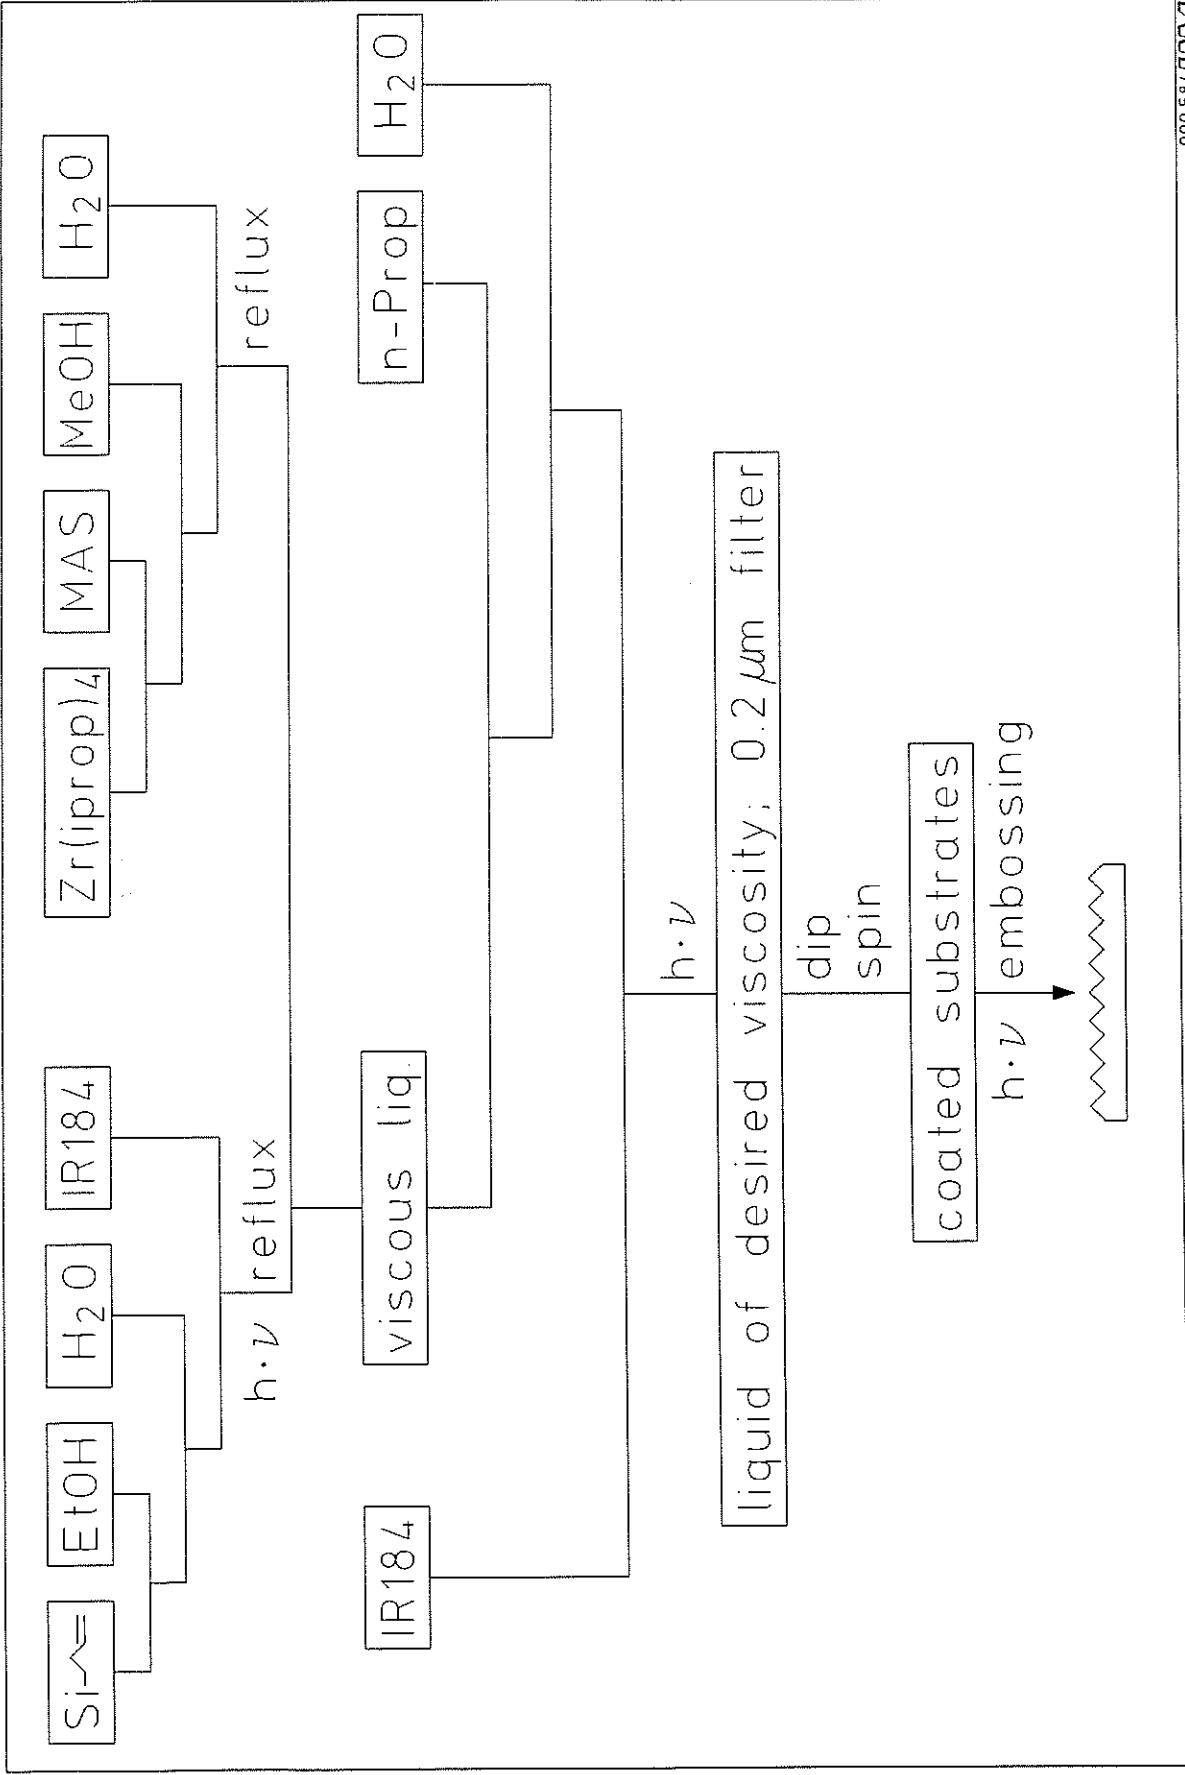 Si EtOH H₂O IR184 Zr(iprop)₄ MAS MeOH H₂O
h·ν reflux reflux
IR184 viscous liq. n-Prop H₂O
h·ν
liquid of desired viscosity; 0.2 μm filter
dip
spin
coated substrates
h·ν embossing